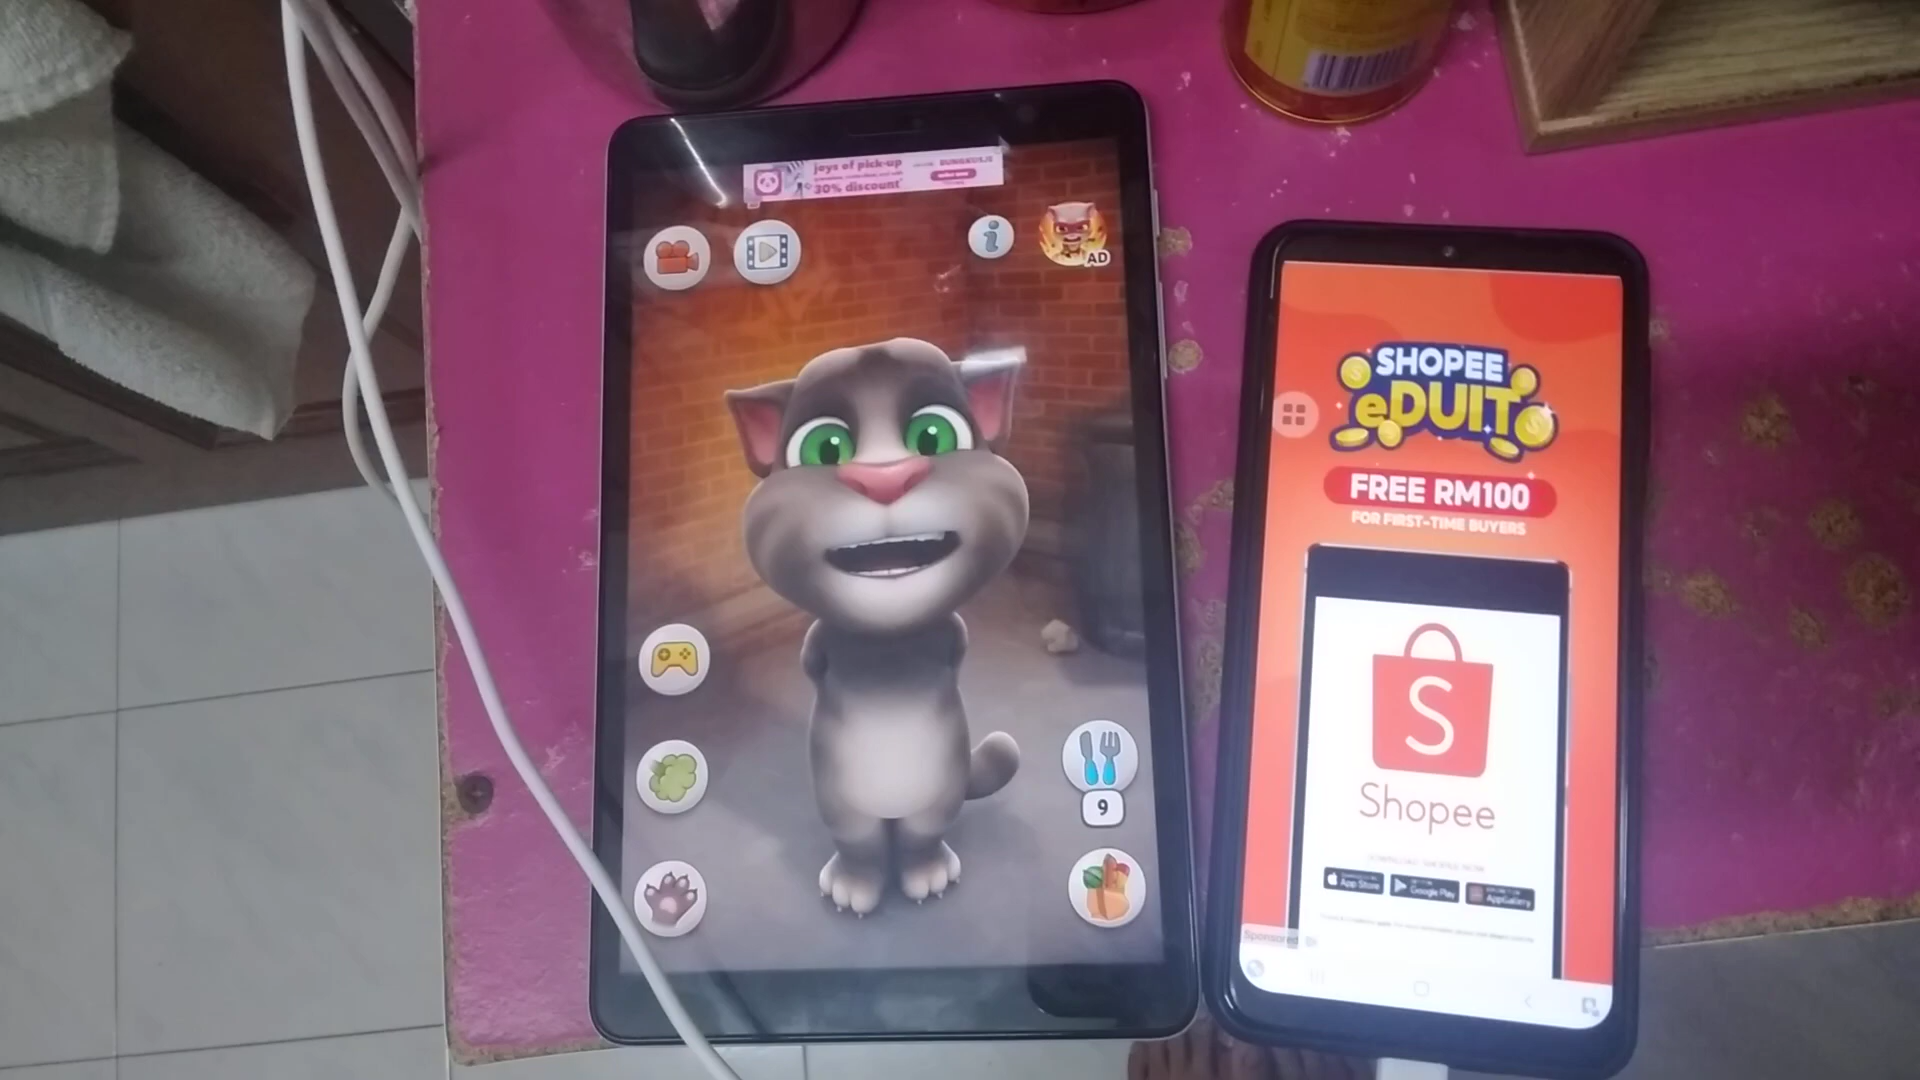 joys of pick-up
30% discount
AD
9
SHOPEE
eDUIT
FREE RM100
FOR FIRST-TIME BUYERS
S
Shopee
App Store
Google Play
AppGallery
Sponsored